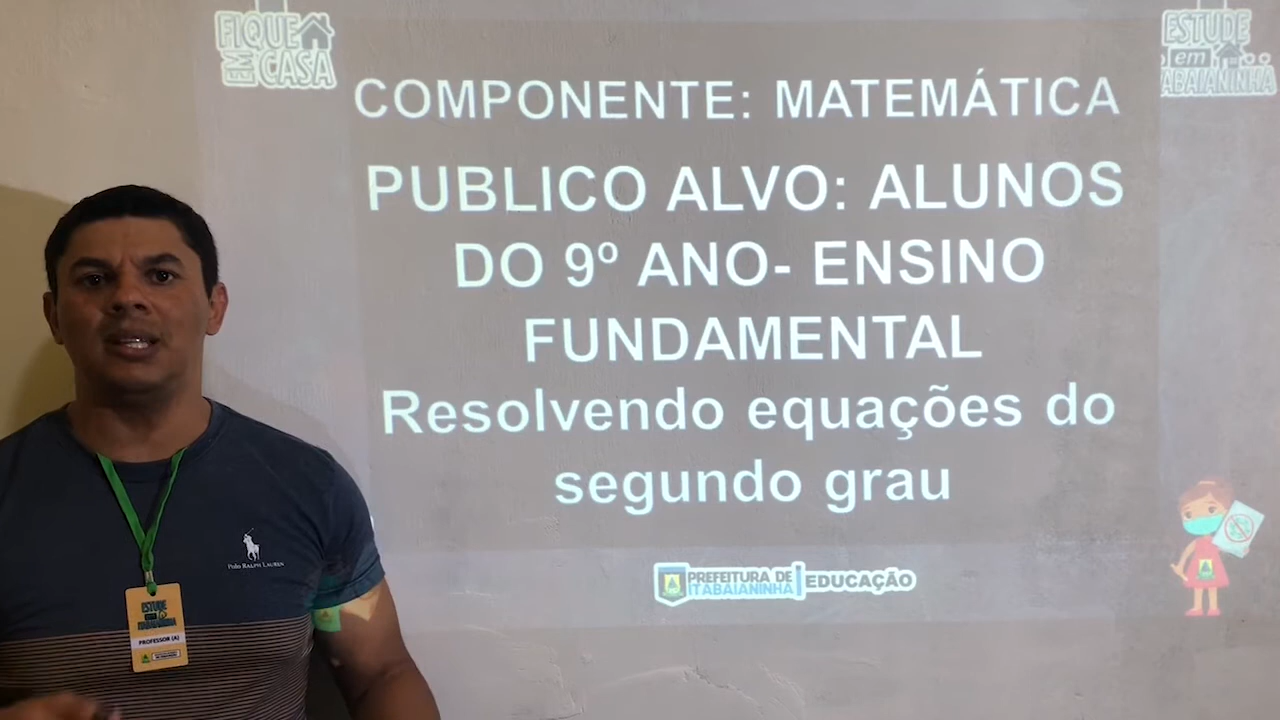 FIQUE
EM CASA
ESTUDE
em
ITABAIANINHA
COMPONENTE: MATEMÁTICA
PUBLICO ALVO: ALUNOS
DO 9º ANO- ENSINO
FUNDAMENTAL
Resolvendo equações do
segundo grau
PREFEITURA DE
ITABAIANINHA
EDUCAÇÃO
POLO RALPH LAUREN
ESTUDE
ITABAIANINHA
PROFESSOR (A)